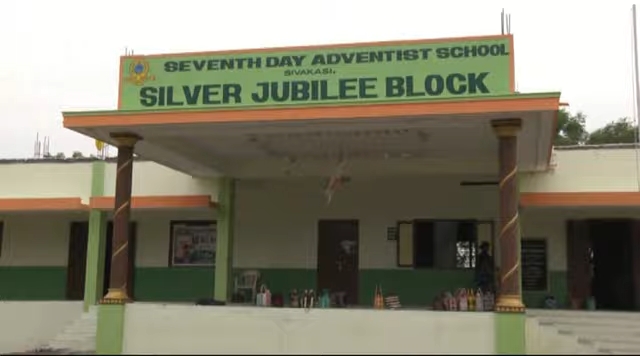 SEVENTH DAY ADVENTIST SCHOOL
SIVAKASI.
SILVER JUBILEE BLOCK